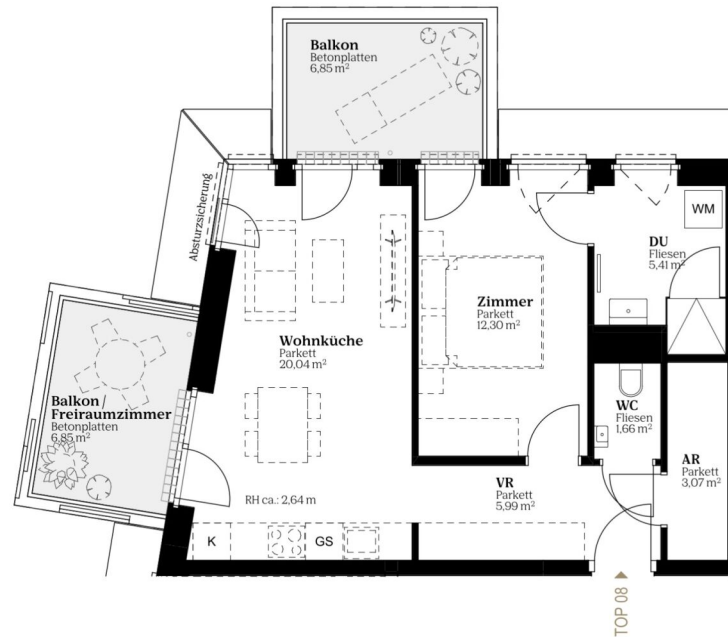 Balkon
Betonplatten
6,85 m²
Absturzsicherung
WM
DU
Fliesen
5,41 m²
Zimmer
Parkett
12,30 m²
Wohnküche
Parkett
20,04 m²
Balkon /
Freiraumzimmer
Betonplatten
6,85 m²
WC
Fliesen
1,66 m²
AR
Parkett
3,07 m²
VR
Parkett
5,99 m²
RH ca.: 2,64 m
K
GS
TOP 08